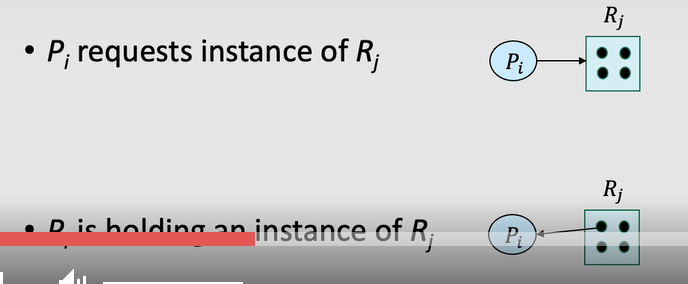 R_j
• P_i requests instance of R_j
P_i
R_j
• P_i is holding an instance of R_j
P_i